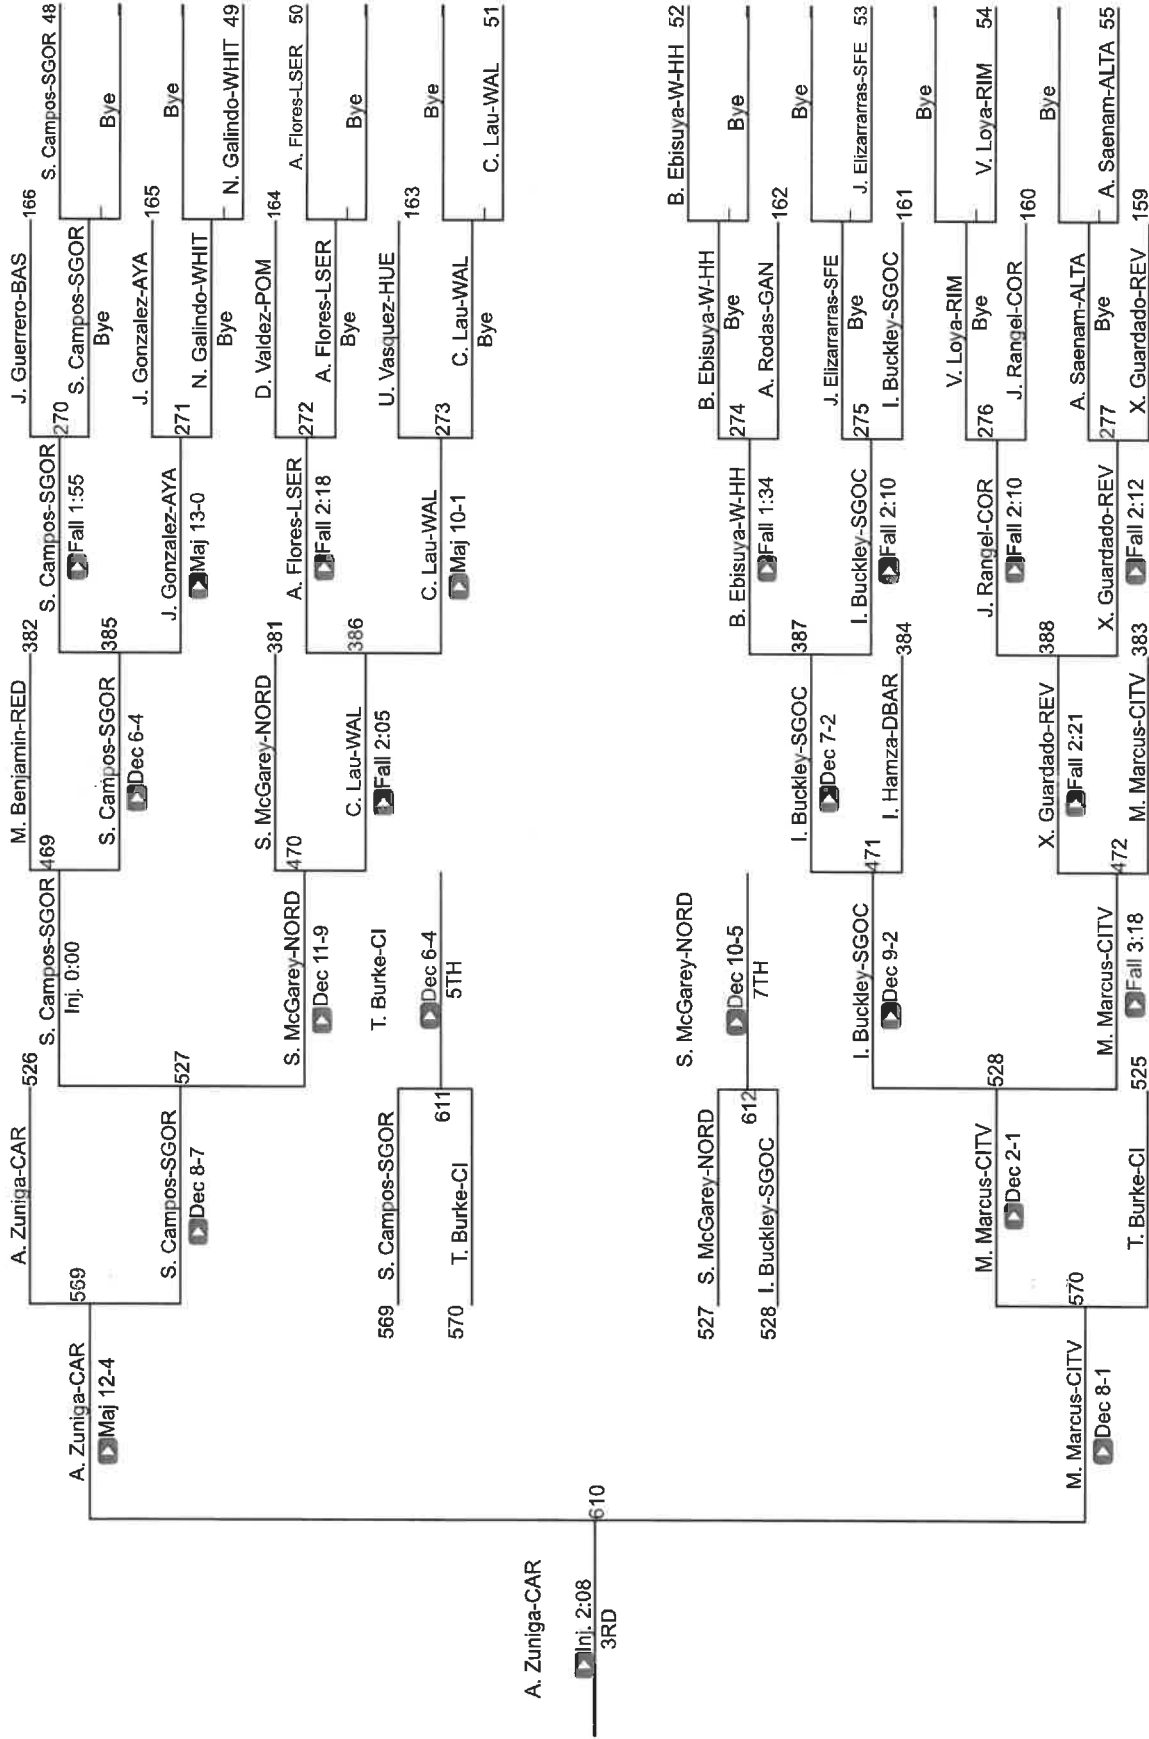 S. Campos-SGOR 48
Bye
Bye
N. Galindo-WHIT 49
A. Flores-LSER 50
Bye
Bye
C. Lau-WAL 51
B. Ebisuya-W-HH 52
Bye
Bye
J. Elizarraras-SFE 53
Bye
V. Loya-RIM 54
Bye
A. Saenam-ALTA 55
J. Guerrero-BAS 166
S. Campos-SGOR
Bye
J. Gonzalez-AYA 165
N. Galindo-WHIT
Bye
D. Valdez-POM 164
A. Flores-LSER
Bye
U. Vasquez-HUE 163
C. Lau-WAL
Bye
B. Ebisuya-W-HH
Bye
A. Rodas-GAN 162
J. Elizarraras-SFE
Bye
I. Buckley-SGOC 161
V. Loya-RIM
Bye
J. Rangel-COR 160
A. Saenam-ALTA
Bye
X. Guardado-REV 159
S. Campos-SGOR 270
Fall 1:55
J. Gonzalez-AYA 271
Maj 13-0
A. Flores-LSER 272
Fall 2:18
C. Lau-WAL 273
Maj 10-1
B. Ebisuya-W-HH 274
Fall 1:34
I. Buckley-SGOC 275
Fall 2:10
J. Rangel-COR 276
Fall 2:10
X. Guardado-REV 277
Fall 2:12
M. Benjamin-RED 382
S. Campos-SGOR 385
Dec 6-4
S. McGarey-NORD 381
C. Lau-WAL 386
Fall 2:05
I. Buckley-SGOC 387
Dec 7-2
I. Hamza-DBAR 384
X. Guardado-REV 388
Fall 2:21
M. Marcus-CITV 383
S. Campos-SGOR 469
Inj. 0:00
S. McGarey-NORD 470
Dec 11-9
T. Burke-CI
Dec 6-4
5TH
S. McGarey-NORD
Dec 10-5
7TH
I. Buckley-SGOC 471
Dec 9-2
M. Marcus-CITV 472
Fall 3:18
A. Zuniga-CAR 526
S. Campos-SGOR 527
Dec 8-7
569 S. Campos-SGOR
611
570 T. Burke-CI
527 S. McGarey-NORD
612
528 I. Buckley-SGOC
M. Marcus-CITV 528
Dec 2-1
T. Burke-CI 525
A. Zuniga-CAR 569
Maj 12-4
M. Marcus-CITV 570
Dec 8-1
A. Zuniga-CAR 610
Inj. 2:08
3RD